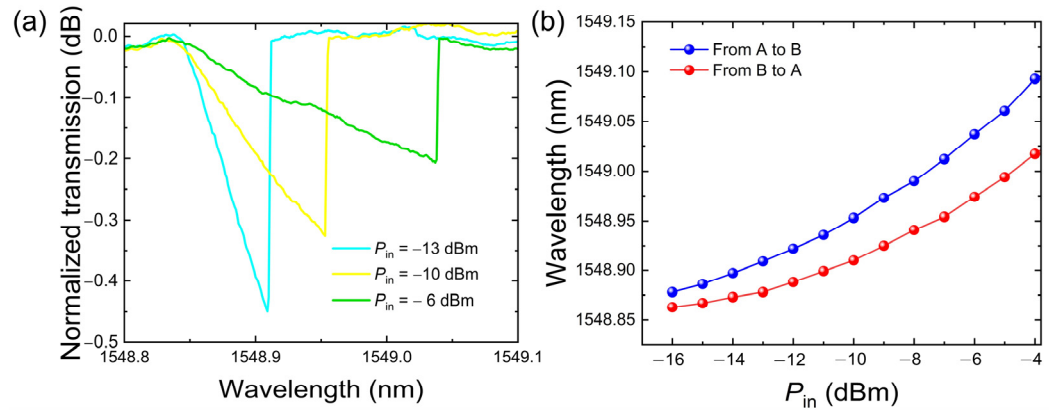 (a)
Normalized transmission (dB)
0.0
−0.1
−0.2
−0.3
−0.4
−0.5
Pin = −13 dBm
Pin = −10 dBm
Pin = − 6 dBm
1548.8 1548.9 1549.0 1549.1
Wavelength (nm)
(b)
Wavelength (nm)
1549.15
1549.10
1549.05
1549.00
1548.95
1548.90
1548.85
From A to B
From B to A
−16 −14 −12 −10 −8 −6 −4
Pin (dBm)